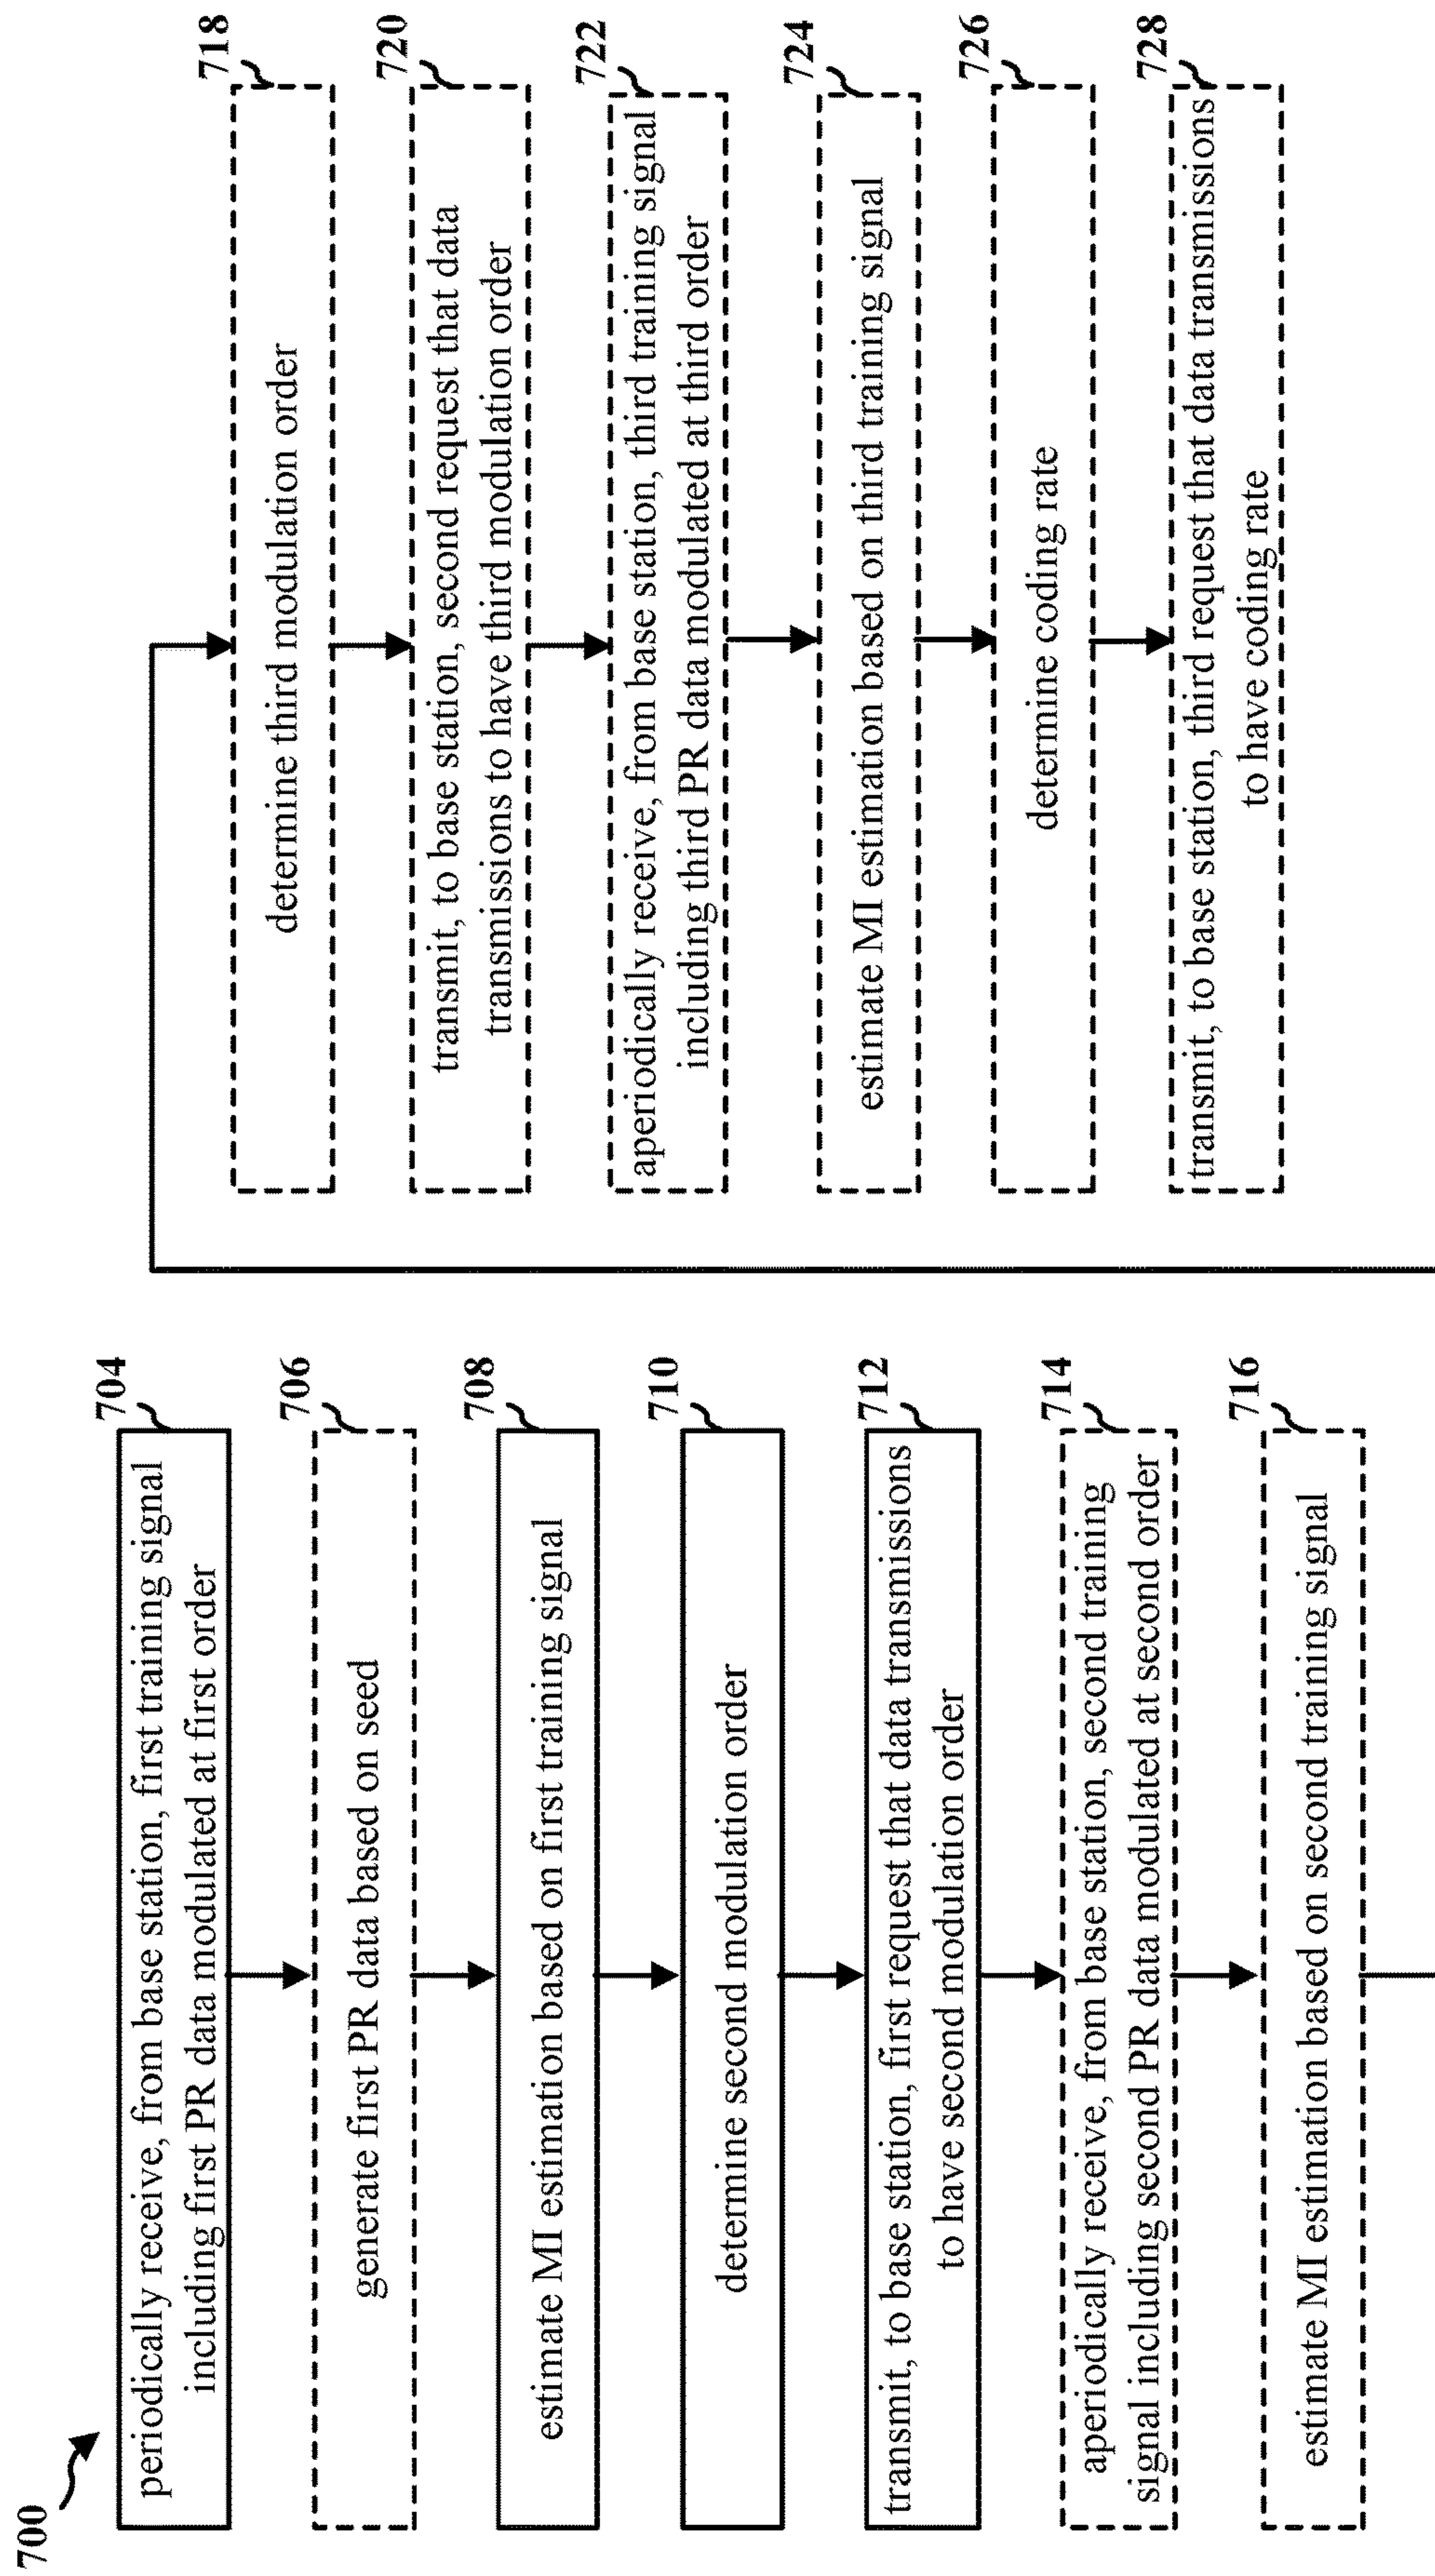 700
704
periodically receive, from base station, first training signal
including first PR data modulated at first order
706
generate first PR data based on seed
708
estimate MI estimation based on first training signal
710
determine second modulation order
712
transmit, to base station, first request that data transmissions
to have second modulation order
714
aperiodically receive, from base station, second training
signal including second PR data modulated at second order
716
estimate MI estimation based on second training signal
718
determine third modulation order
720
transmit, to base station, second request that data
transmissions to have third modulation order
722
aperiodically receive, from base station, third training signal
including third PR data modulated at third order
724
estimate MI estimation based on third training signal
726
determine coding rate
728
transmit, to base station, third request that data transmissions
to have coding rate